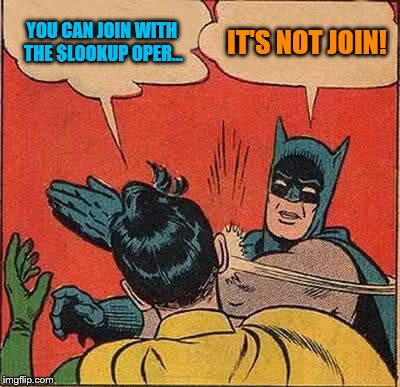 YOU CAN JOIN WITH
THE $LOOKUP OPER...
IT'S NOT JOIN!
imgflip.com